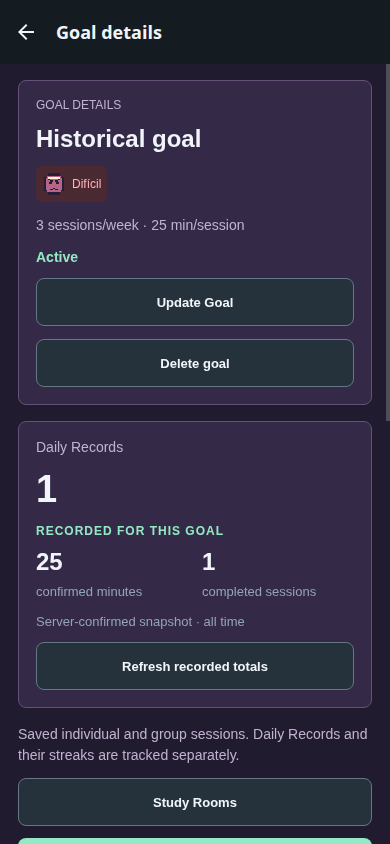 Goal details
GOAL DETAILS
Historical goal
Difícil
3 sessions/week · 25 min/session
Active
Update Goal
Delete goal
Daily Records
1
RECORDED FOR THIS GOAL
25
1
confirmed minutes
completed sessions
Server-confirmed snapshot · all time
Refresh recorded totals
Saved individual and group sessions. Daily Records and
their streaks are tracked separately.
Study Rooms